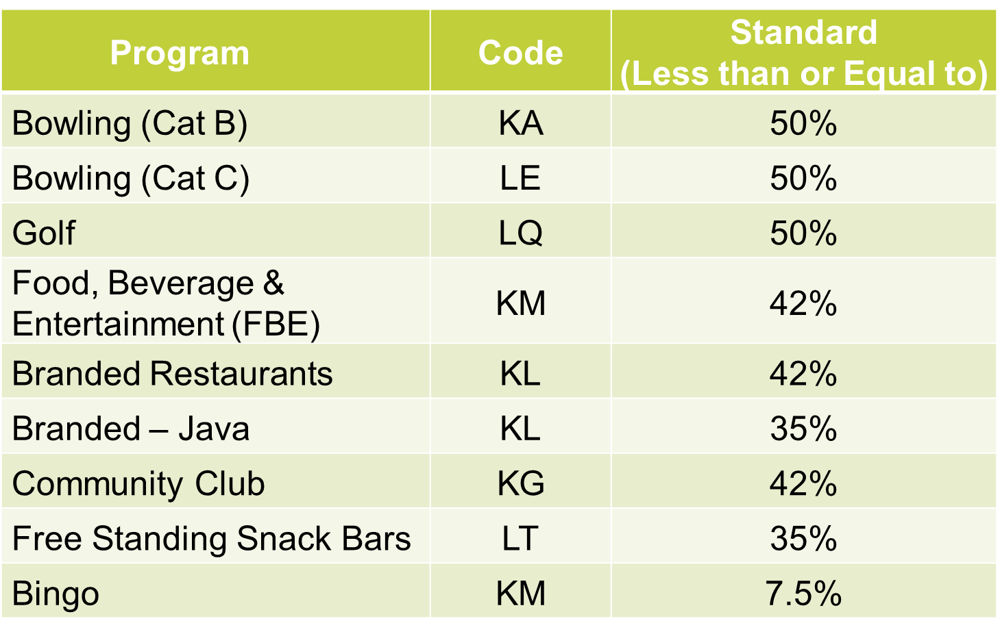 Program Code Standard
(Less than or Equal to)
Bowling (Cat B) KA 50%
Bowling (Cat C) LE 50%
Golf LQ 50%
Food, Beverage &
Entertainment (FBE) KM 42%
Branded Restaurants KL 42%
Branded – Java KL 35%
Community Club KG 42%
Free Standing Snack Bars LT 35%
Bingo KM 7.5%